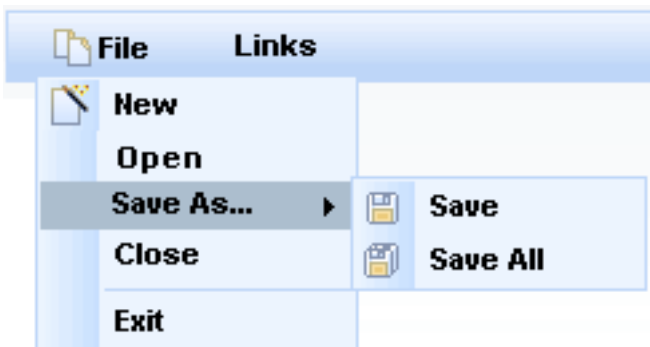 File Links
New
Open
Save As...
Save
Close
Save All
Exit